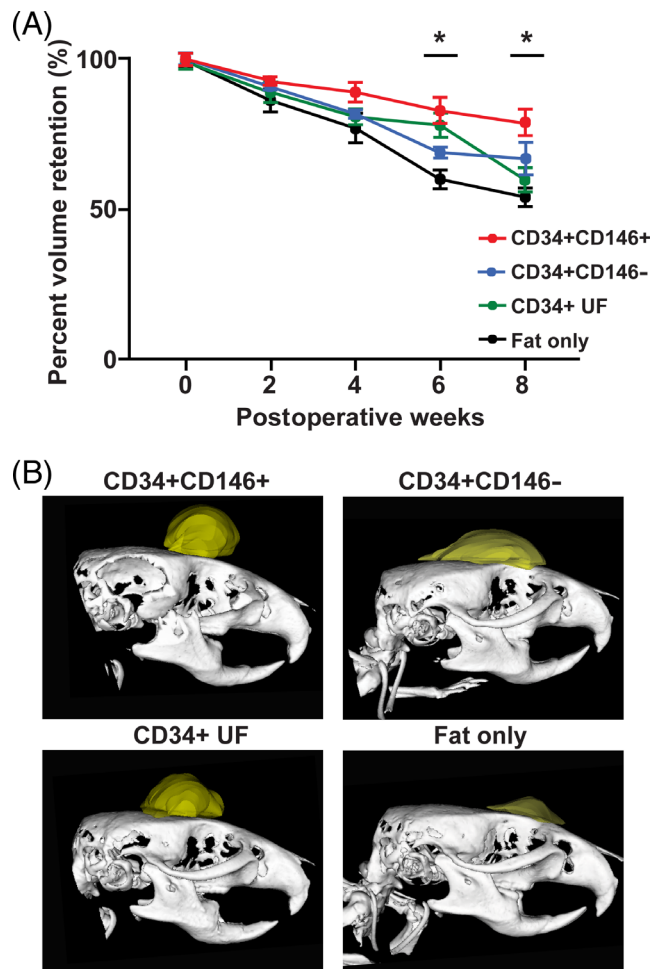 (A)
* *
100
50
0
Percent volume retention (%)
CD34+CD146+
CD34+CD146-
CD34+ UF
Fat only
0 2 4 6 8
Postoperative weeks
(B)
CD34+CD146+ CD34+CD146-
CD34+ UF Fat only